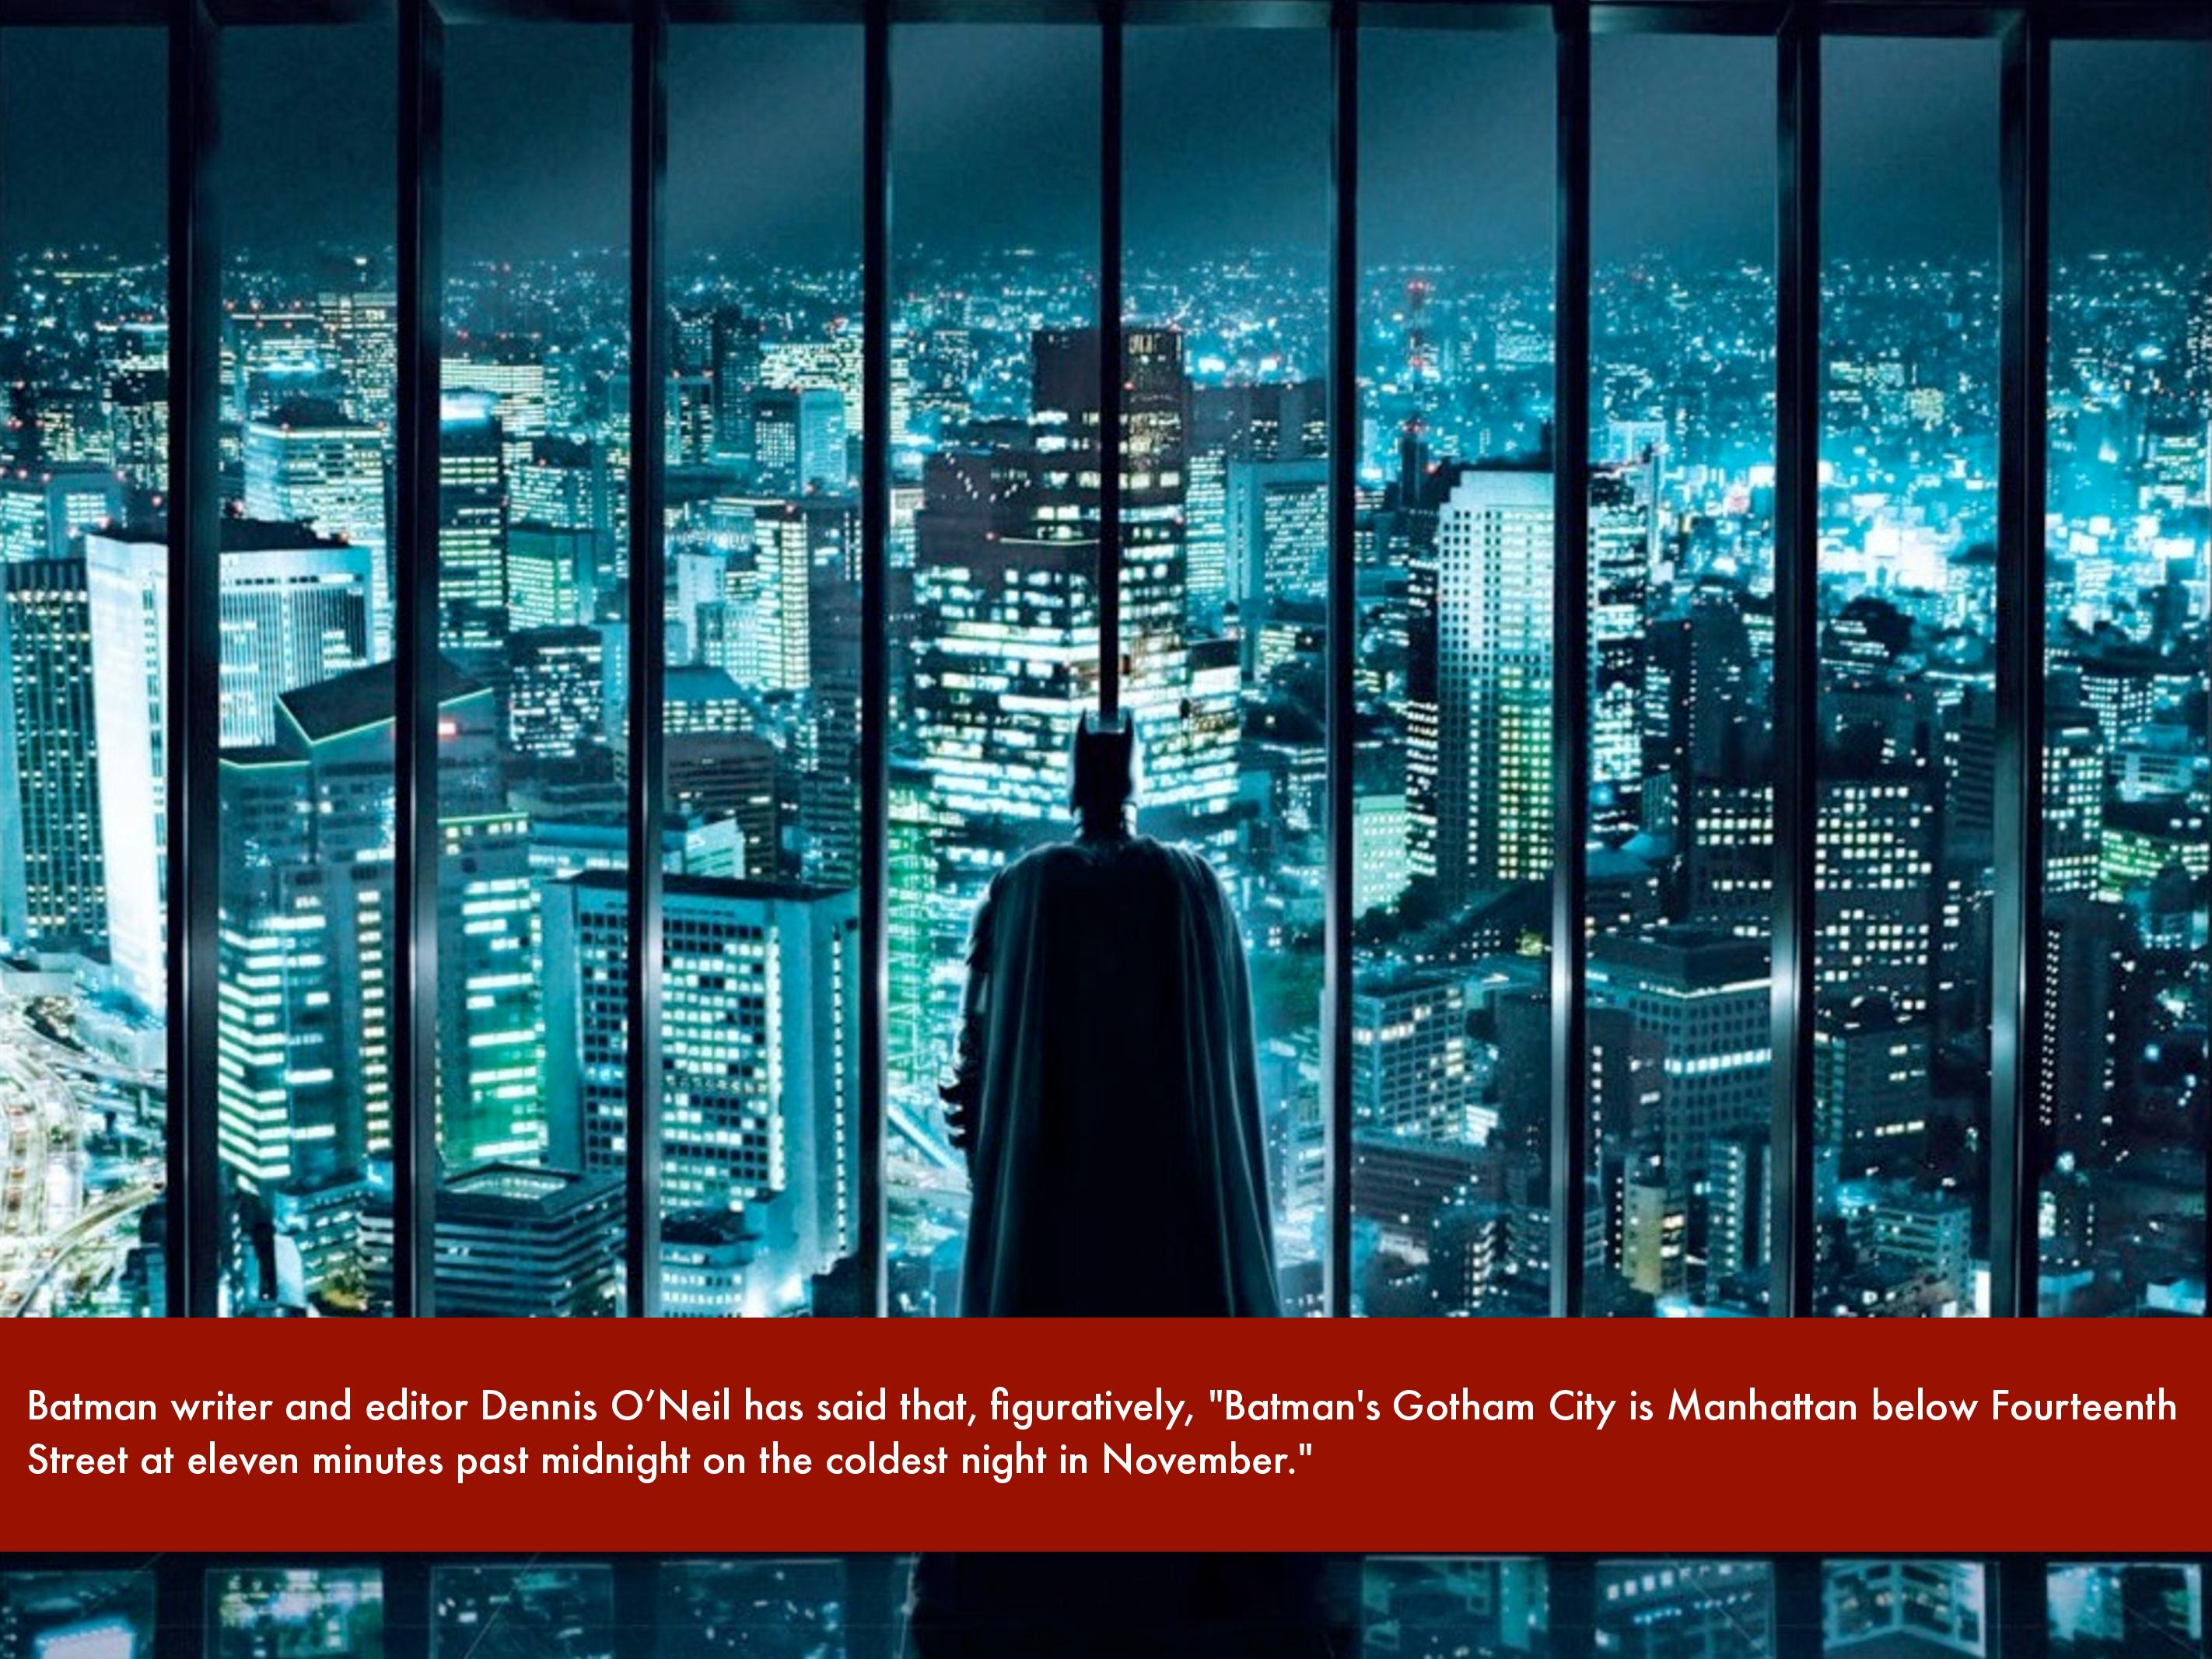 Batman writer and editor Dennis O’Neil has said that, figuratively, "Batman's Gotham City is Manhattan below Fourteenth
Street at eleven minutes past midnight on the coldest night in November."